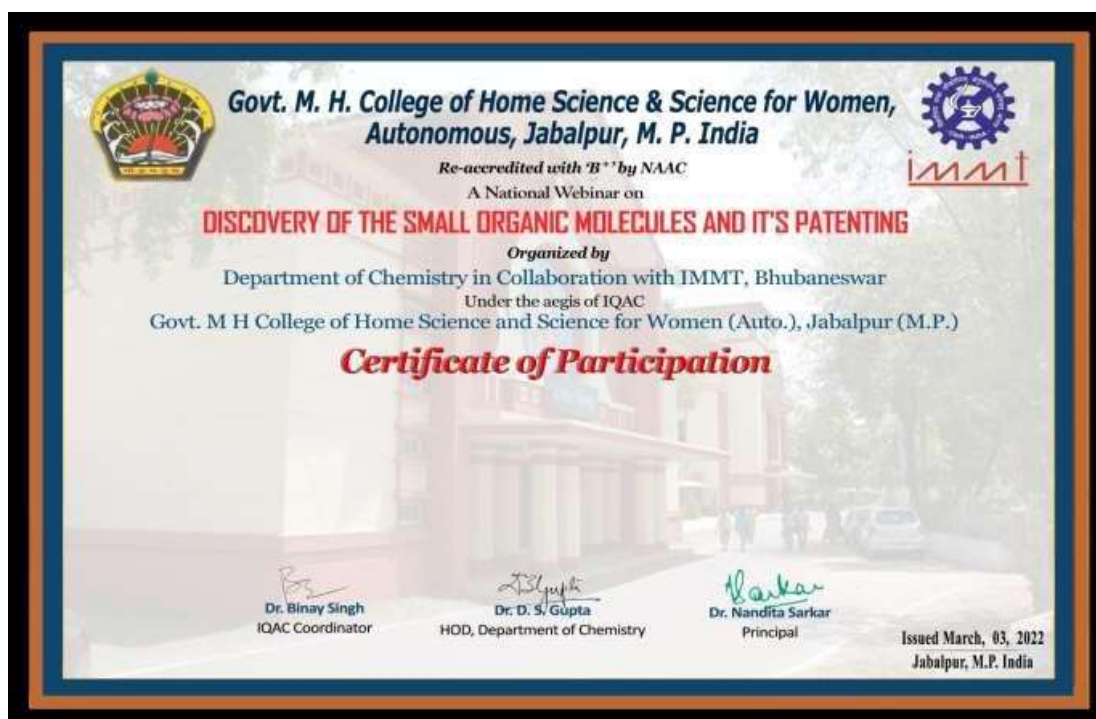 Govt. M. H. College of Home Science & Science for Women,
Autonomous, Jabalpur, M. P. India
immt
Re-accredited with 'B⁺' by NAAC
A National Webinar on
DISCOVERY OF THE SMALL ORGANIC MOLECULES AND IT'S PATENTING
Organized by
Department of Chemistry in Collaboration with IMMT, Bhubaneswar
Under the aegis of IQAC
Govt. M H College of Home Science and Science for Women (Auto.), Jabalpur (M.P.)
Certificate of Participation
Dr. Binay Singh
IQAC Coordinator
Dr. D. S. Gupta
HOD, Department of Chemistry
Dr. Nandita Sarkar
Principal
Issued March, 03, 2022
Jabalpur, M.P. India